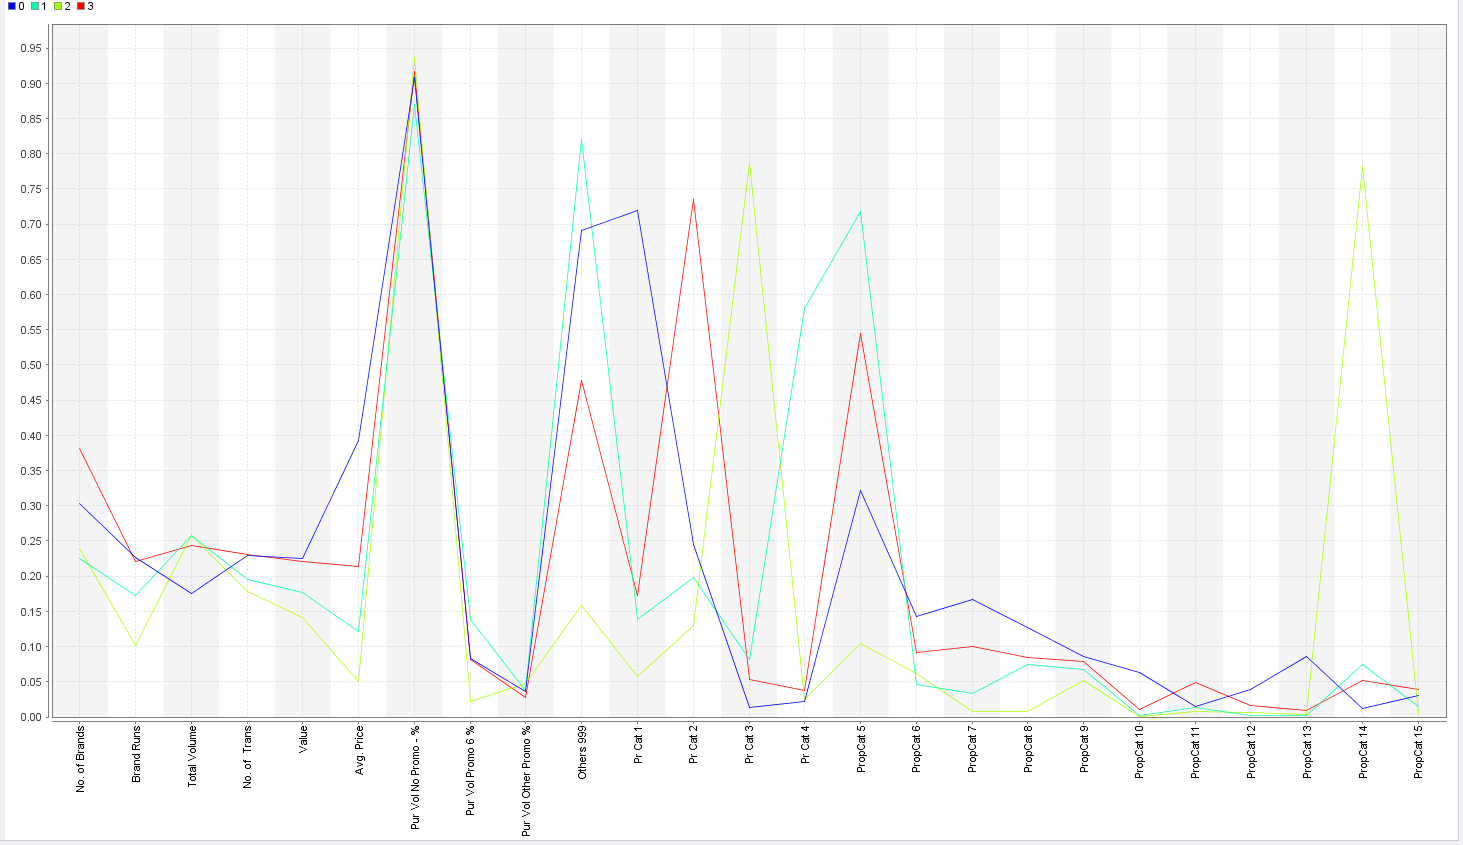 0 1 2 3
0.95
0.90
0.85
0.80
0.75
0.70
0.65
0.60
0.55
0.50
0.45
0.40
0.35
0.30
0.25
0.20
0.15
0.10
0.05
0.00
No. of Brands
Brand Runs
Total Volume
No. of  Trans
Value
Avg. Price
Pur Vol No Promo - %
Pur Vol Promo 6 %
Pur Vol Other Promo %
Others 999
Pr Cat 1
Pr Cat 2
Pr Cat 3
Pr Cat 4
PropCat 5
PropCat 6
PropCat 7
PropCat 8
PropCat 9
PropCat 10
PropCat 11
PropCat 12
PropCat 13
PropCat 14
PropCat 15